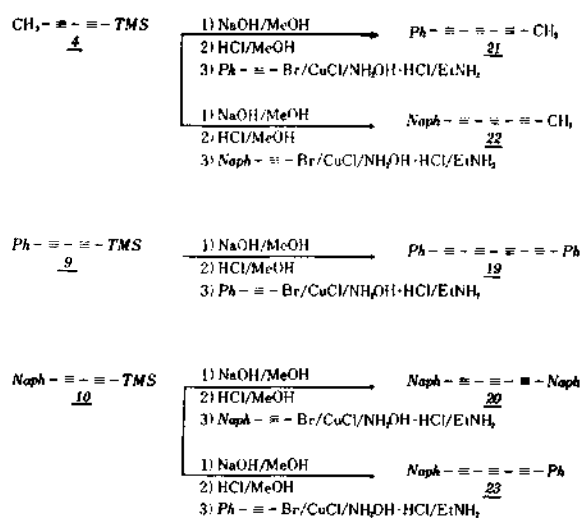 CH₃-≡-≡-TMS
4
1) NaOH/MeOH
2) HCl/MeOH
3) Ph-≡-Br/CuCl/NH₂OH·HCl/EtNH₂
Ph-≡-≡-≡-CH₃
21
1) NaOH/MeOH
2) HCl/MeOH
3) Naph-≡-Br/CuCl/NH₂OH·HCl/EtNH₂
Naph-≡-≡-≡-CH₃
22
Ph-≡-≡-TMS
9
1) NaOH/MeOH
2) HCl/MeOH
3) Ph-≡-Br/CuCl/NH₂OH·HCl/EtNH₂
Ph-≡-≡-≡-≡-Ph
19
Naph-≡-≡-TMS
10
1) NaOH/MeOH
2) HCl/MeOH
3) Naph-≡-Br/CuCl/NH₂OH·HCl/EtNH₂
Naph-≡-≡-≡-Naph
20
1) NaOH/MeOH
2) HCl/MeOH
3) Ph-≡-Br/CuCl/NH₂OH·HCl/EtNH₂
Naph-≡-≡-≡-Ph
23